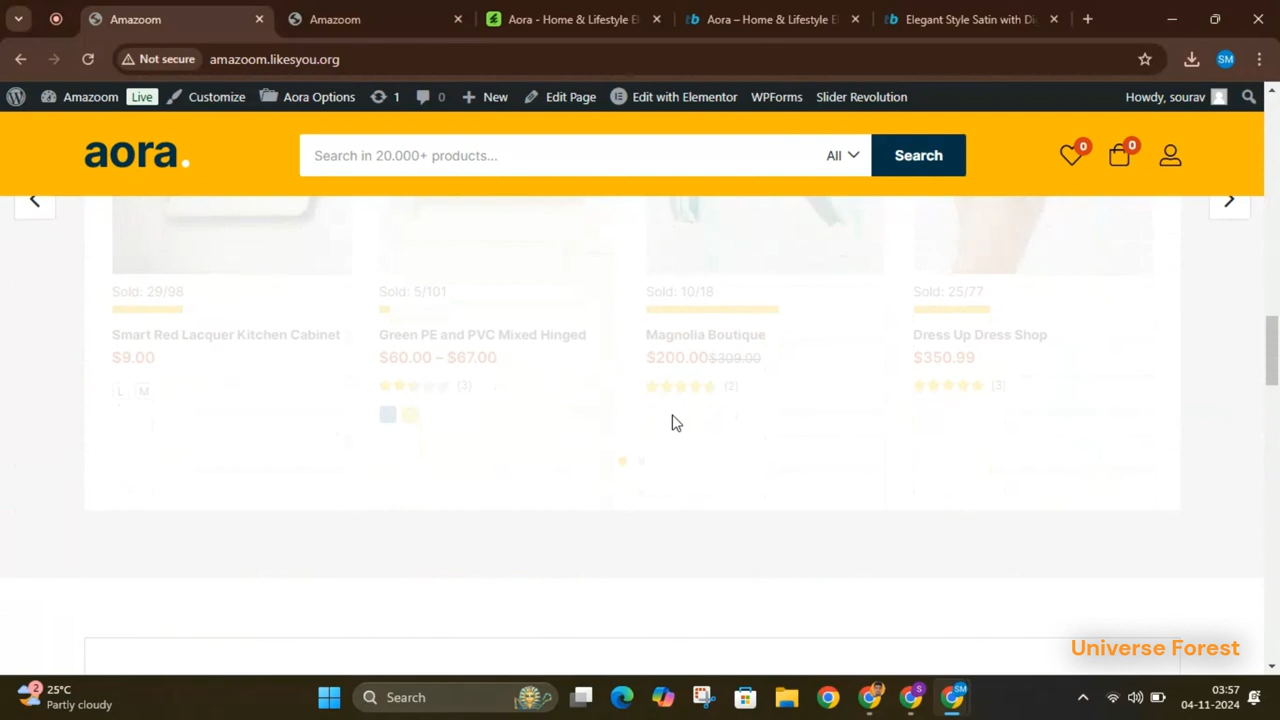 Amazoom
Amazoom
Aora - Home & Lifestyle El
Aora – Home & Lifestyle El
Elegant Style Satin with Di
Not secure
amazoom.likesyou.org
SM
Amazoom
Live
Customize
Aora Options
1
0
New
Edit Page
Edit with Elementor
WPForms
Slider Revolution
Howdy, sourav
aora.
Search in 20.000+ products...
All
Search
0
0
Sold: 29/98
Sold: 5/101
Sold: 10/18
Sold: 25/77
Smart Red Lacquer Kitchen Cabinet
Green PE and PVC Mixed Hinged
Magnolia Boutique
Dress Up Dress Shop
$9.00
$60.00 – $67.00
$200.00$309.00
$350.99
L
M
(3)
(2)
(3)
Universe Forest
2
25°C
Partly cloudy
Search
S
SM
03:57
04-11-2024